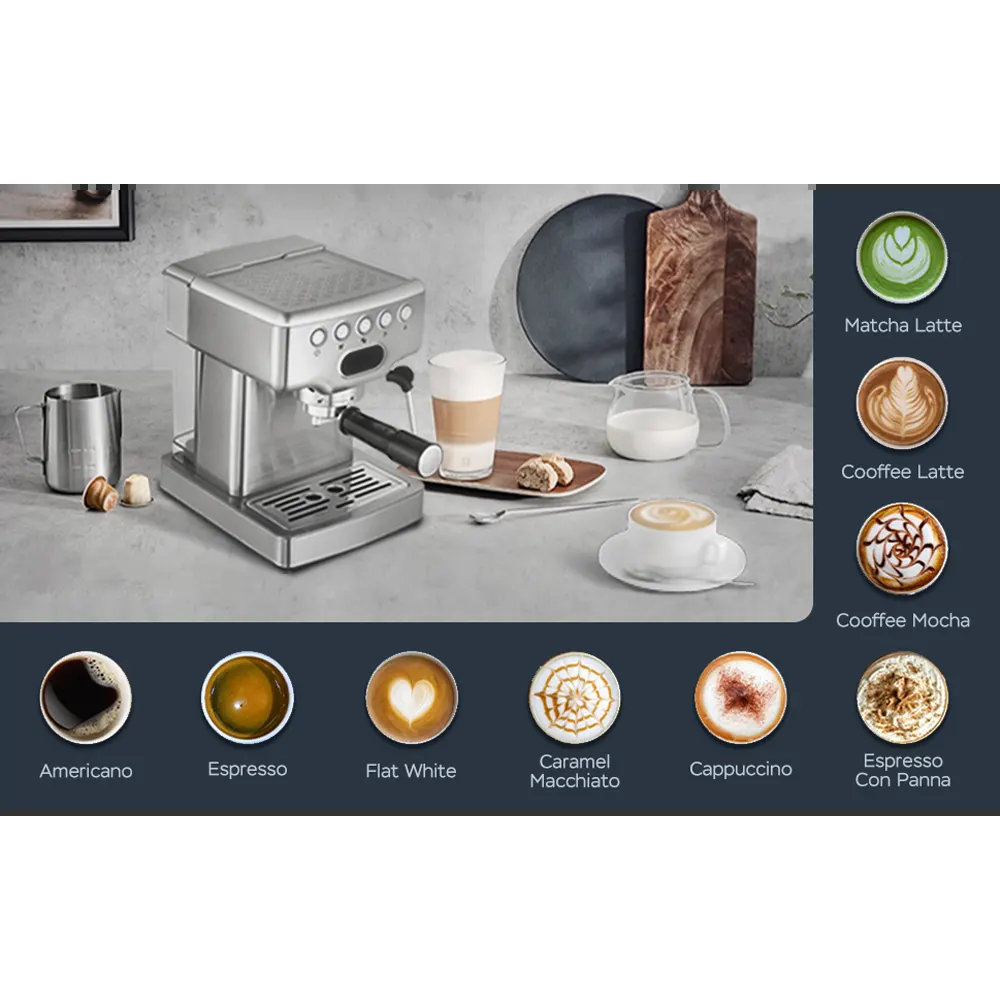 Matcha Latte
Cooffee Latte
Cooffee Mocha
Americano
Espresso
Flat White
Caramel
Macchiato
Cappuccino
Espresso
Con Panna